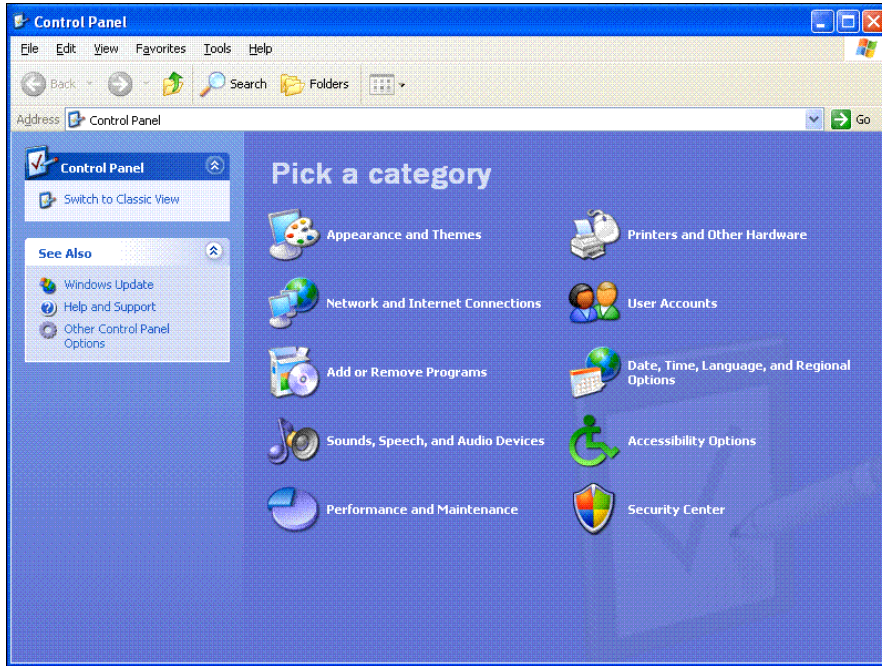 Control Panel
File Edit View Favorites Tools Help
Back Search Folders
Address Control Panel Go
Control Panel
Switch to Classic View
See Also
Windows Update
Help and Support
Other Control Panel
Options
Pick a category
Appearance and Themes
Printers and Other Hardware
Network and Internet Connections
User Accounts
Add or Remove Programs
Date, Time, Language, and Regional
Options
Sounds, Speech, and Audio Devices
Accessibility Options
Performance and Maintenance
Security Center